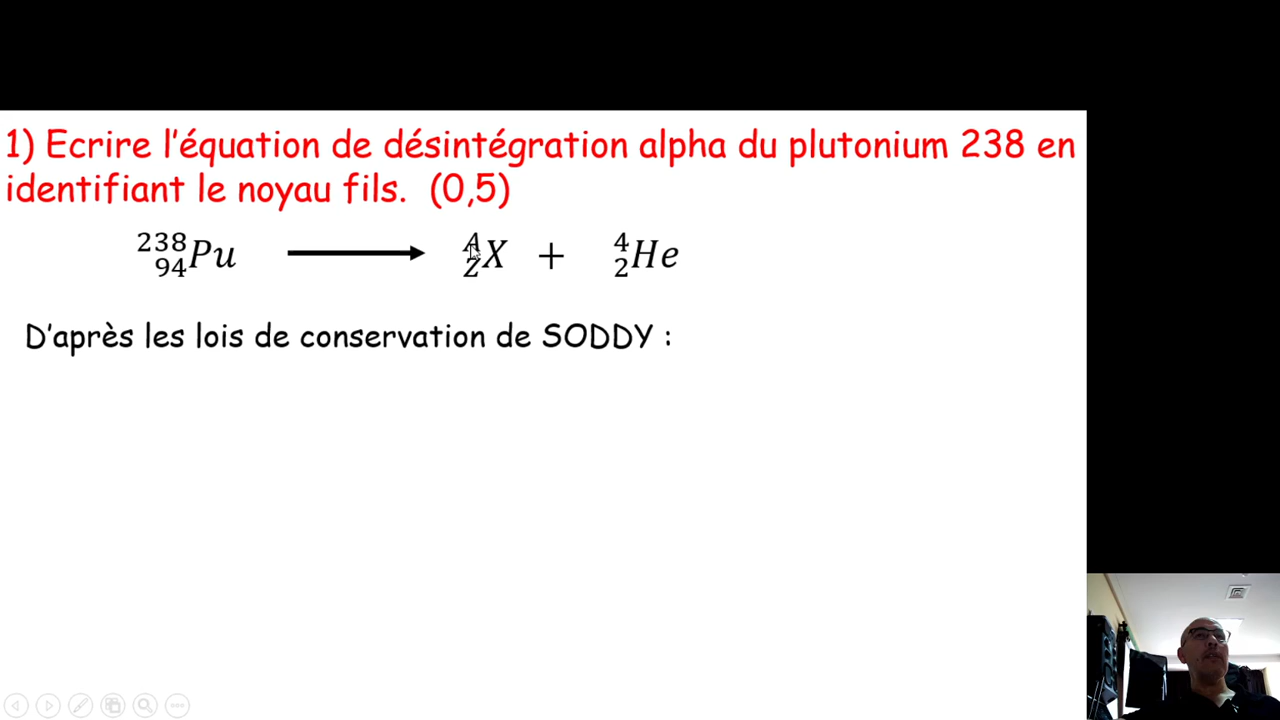 1) Ecrire l'équation de désintégration alpha du plutonium 238 en
identifiant le noyau fils. (0,5)
²³⁸₉₄Pu ⟶ ᴬ_Z X + ⁴₂He
D'après les lois de conservation de SODDY :